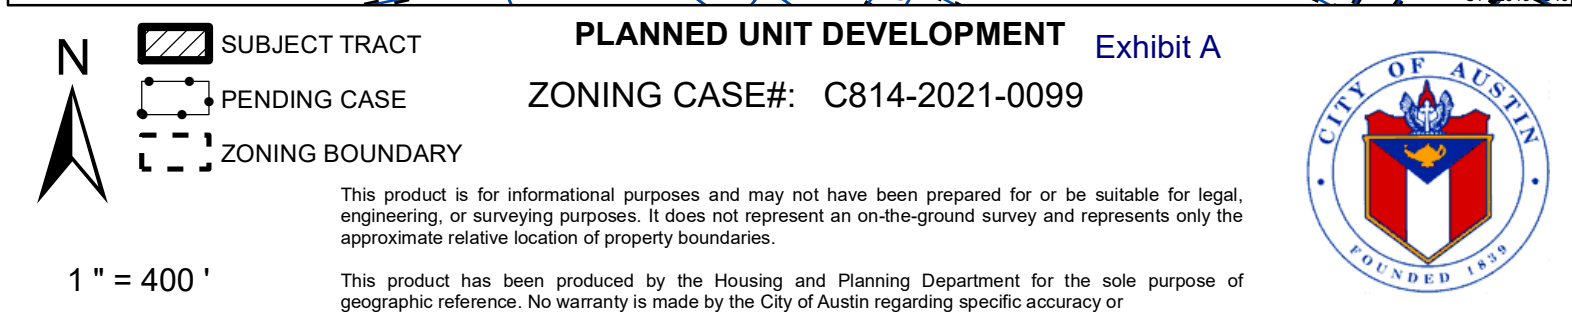 N
SUBJECT TRACT
PENDING CASE
ZONING BOUNDARY
1 " = 400 '
PLANNED UNIT DEVELOPMENT
Exhibit A
ZONING CASE#: C814-2021-0099
This product is for informational purposes and may not have been prepared for or be suitable for legal,
engineering, or surveying purposes. It does not represent an on-the-ground survey and represents only the
approximate relative location of property boundaries.
This product has been produced by the Housing and Planning Department for the sole purpose of
geographic reference. No warranty is made by the City of Austin regarding specific accuracy or
CITY OF AUSTIN
FOUNDED 1839